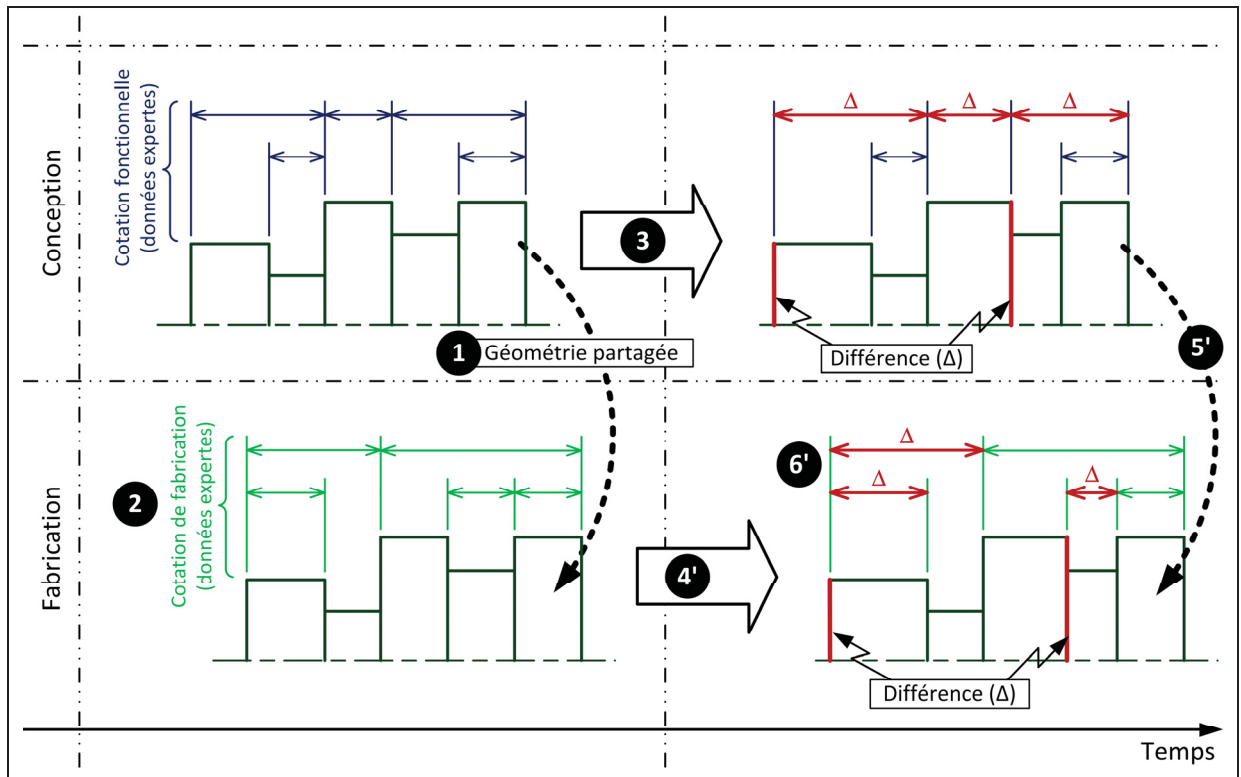 Conception
Cotation fonctionnelle
(données expertes)
Δ
Δ
Δ
3
Différence (Δ)
1
Géométrie partagée
5'
Fabrication
2
Cotation de fabrication
(données expertes)
6'
Δ
Δ
Δ
4'
Différence (Δ)
Temps